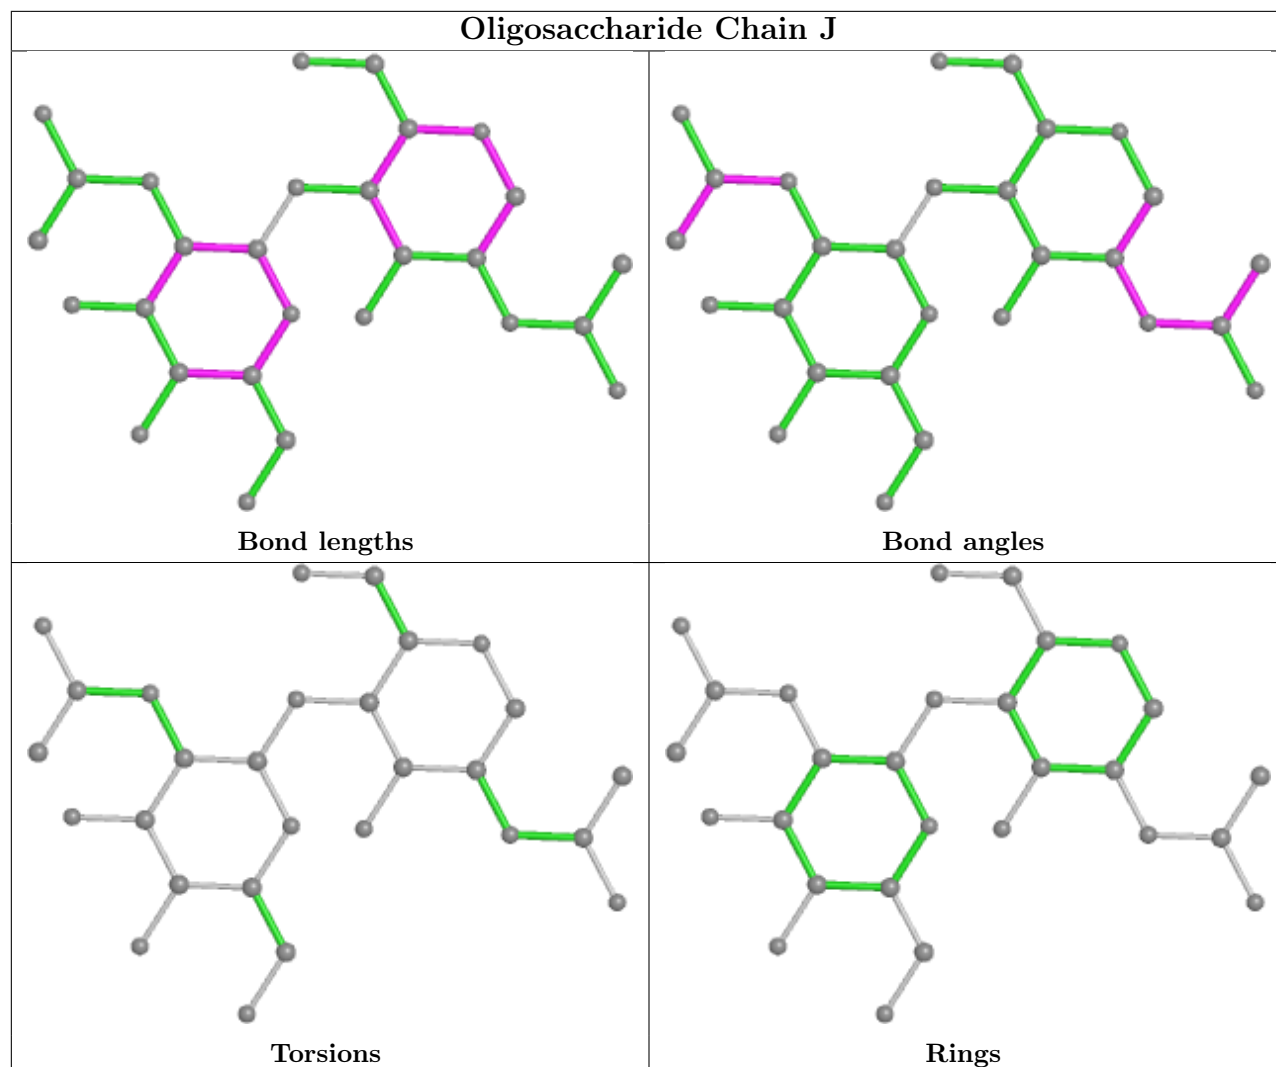 Oligosaccharide Chain J
Bond lengths
Bond angles
Torsions
Rings